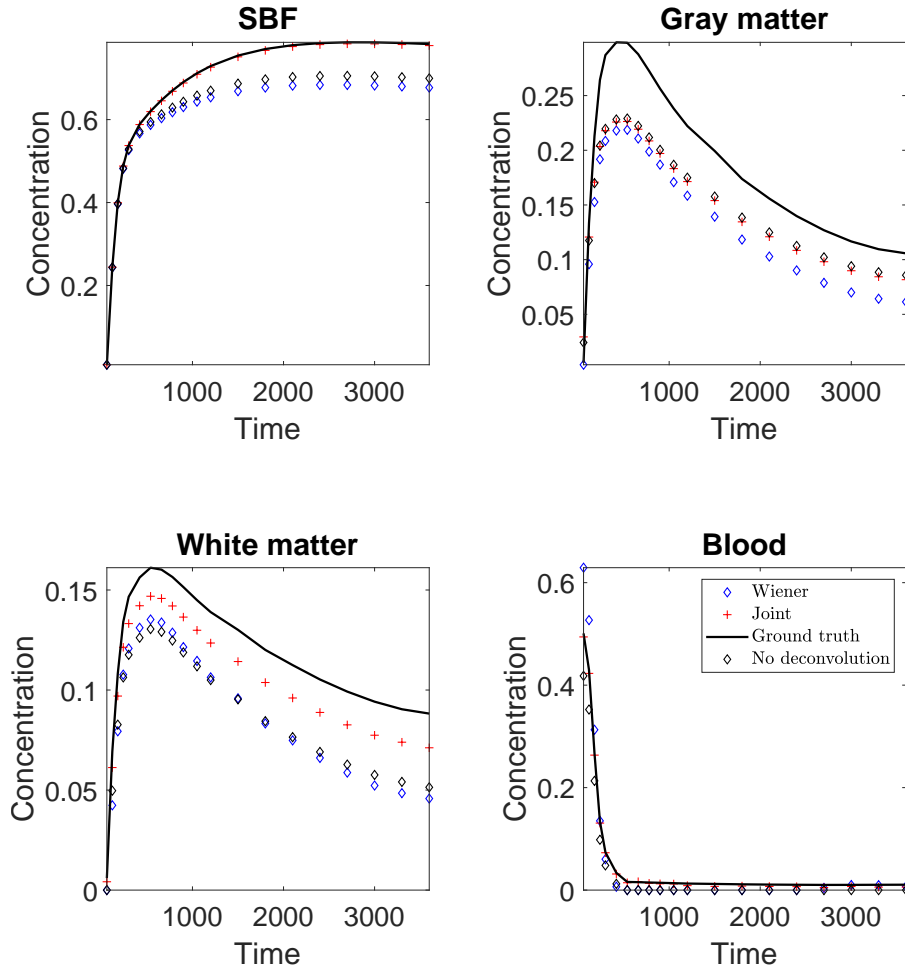 SBF
Concentration
0.6
0.4
0.2
1000 2000 3000
Time
Gray matter
Concentration
0.25
0.2
0.15
0.1
0.05
1000 2000 3000
Time
White matter
Concentration
0.15
0.1
0.05
0
1000 2000 3000
Time
Blood
Concentration
0.6
0.4
0.2
0
1000 2000 3000
Time
Wiener
Joint
Ground truth
No deconvolution